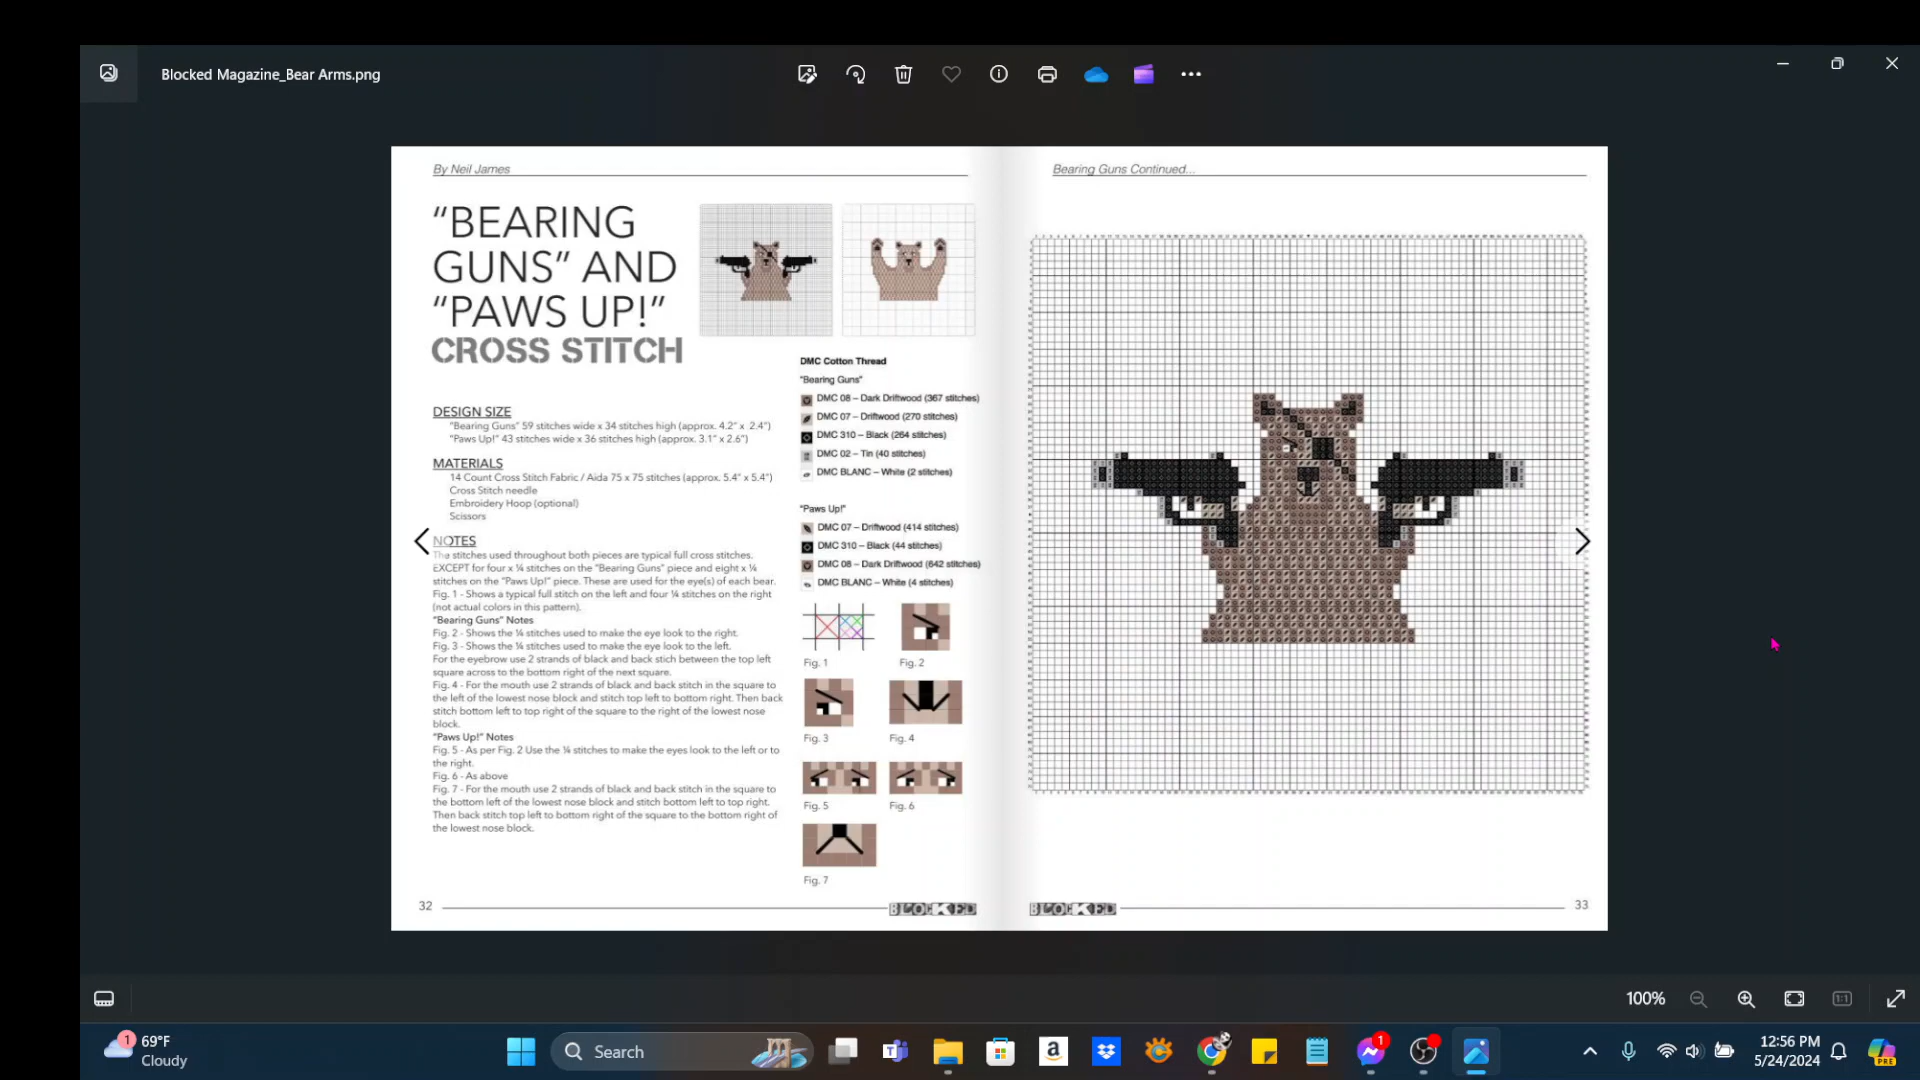 Blocked Magazine_Bear Arms.png
By Neil James
"BEARING
GUNS" AND
"PAWS UP!"
CROSS STITCH
DESIGN SIZE
"Bearing Guns" 59 stitches wide x 34 stitches high (approx. 4.2" x 2.4")
"Paws Up!" 43 stitches wide x 36 stitches high (approx. 3.1" x 2.6")
MATERIALS
14 Count Cross Stitch Fabric / Aida 75 x 75 stitches (approx. 5.4" x 5.4")
Cross Stitch needle
Embroidery Hoop (optional)
Scissors
NOTES
The stitches used throughout both pieces are typical full cross stitches.
EXCEPT for four x ¼ stitches on the "Bearing Guns" piece and eight x ¼
stitches on the "Paws Up!" piece. These are used for the eye(s) of each bear.
Fig. 1 - Shows a typical full stitch on the left and four ¼ stitches on the right
(not actual colors in this pattern).
"Bearing Guns" Notes
Fig. 2 - Shows the ¼ stitches used to make the eye look to the right.
Fig. 3 - Shows the ¼ stitches used to make the eye look to the left.
For the eyebrow use 2 strands of black and back stich between the top left
square across to the bottom right of the next square.
Fig. 4 - For the mouth use 2 strands of black and back stitch in the square to
the left of the lowest nose block and stitch top left to bottom right. Then back
stitch bottom left to top right of the square to the right of the lowest nose
block.
"Paws Up!" Notes
Fig. 5 - As per Fig. 2 Use the ¼ stitches to make the eyes look to the left or to
the right.
Fig. 6 - As above
Fig. 7 - For the mouth use 2 strands of black and back stitch in the square to
the bottom left of the lowest nose block and stitch bottom left to top right.
Then back stitch top left to bottom right of the square to the bottom right of
the lowest nose block.
DMC Cotton Thread
"Bearing Guns"
DMC 08 – Dark Driftwood (367 stitches)
DMC 07 – Driftwood (270 stitches)
DMC 310 – Black (264 stitches)
DMC 02 – Tin (40 stitches)
DMC BLANC – White (2 stitches)
"Paws Up!"
DMC 07 – Driftwood (414 stitches)
DMC 310 – Black (44 stitches)
DMC 08 – Dark Driftwood (642 stitches)
DMC BLANC – White (4 stitches)
Fig. 1
Fig. 2
Fig. 3
Fig. 4
Fig. 5
Fig. 6
Fig. 7
32
BLOCKED
Bearing Guns Continued...
BLOCKED
33
100%
1:1
1
69°F
Cloudy
Search
a
1
12:56 PM
5/24/2024
PRE